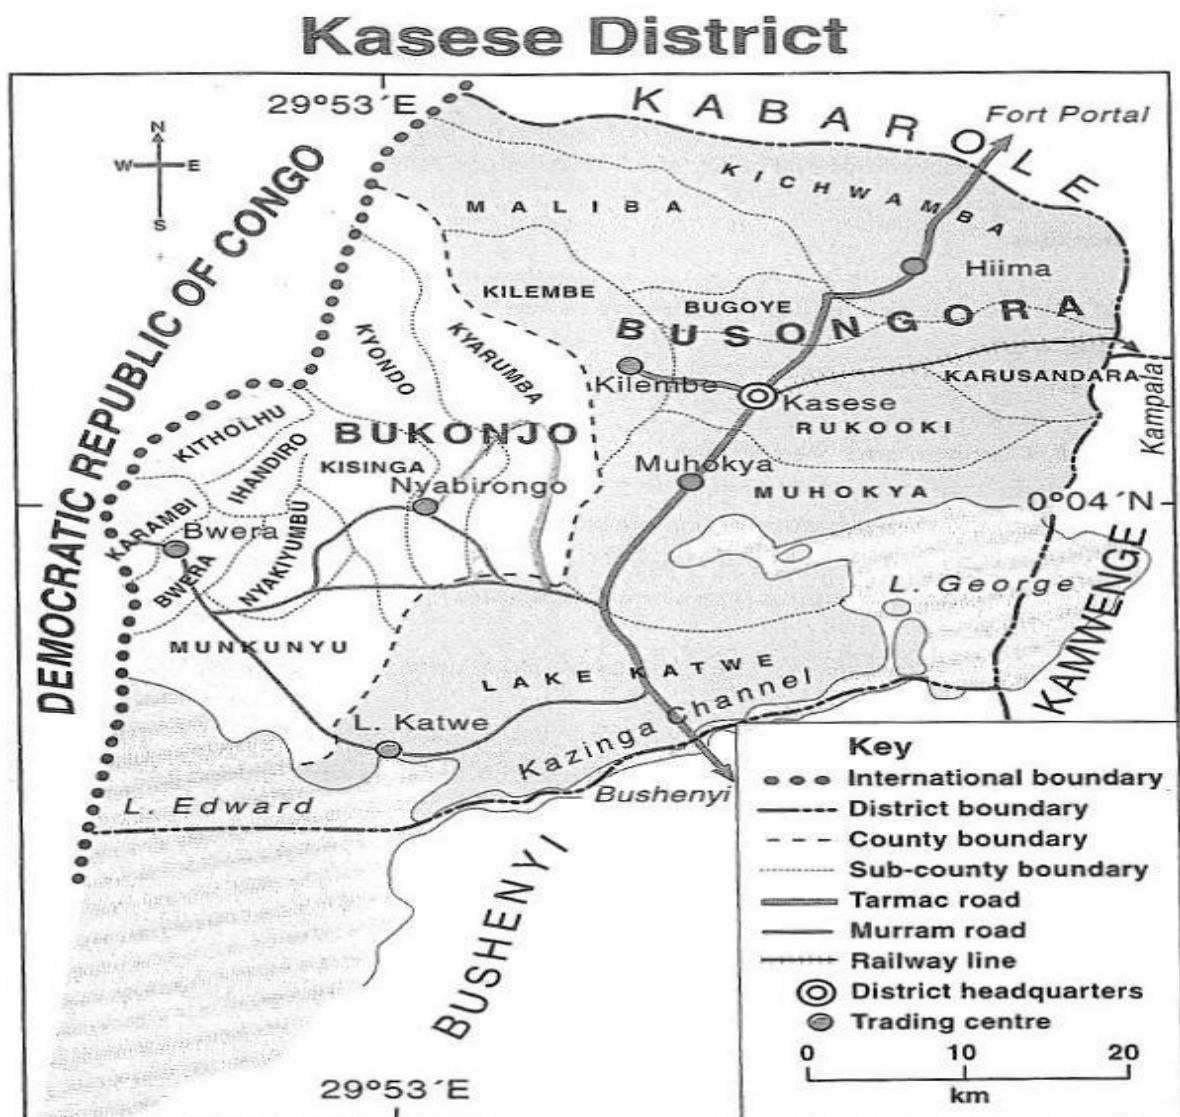 Kasese District
29°53´E
KABAROLE
Fort Portal
N
W E
S
KICHWAMBA
MALIBA
DEMOCRATIC REPUBLIC OF CONGO
Hiima
KILEMBE
BUGOYE
BUSONGORA
KYONDO
KYARUMBA
Kilembe
KARUSANDARA
Kasese
Kampala
KITHOLHU
RUKOOKI
BUKONJO
IHANDIRO
KISINGA
Muhokya
Nyabirongo
MUHOKYA
0°04´N
KARAMBI
Bwera
NYAKIYUMBU
BWERA
L. George
KAMWENGE
MUNKUNYU
LAKE KATWE
L. Katwe
Kazinga Channel
L. Edward
Bushenyi
BUSHENYI
29°53´E
Key
International boundary
District boundary
County boundary
Sub-county boundary
Tarmac road
Murram road
Railway line
District headquarters
Trading centre
0 10 20
km